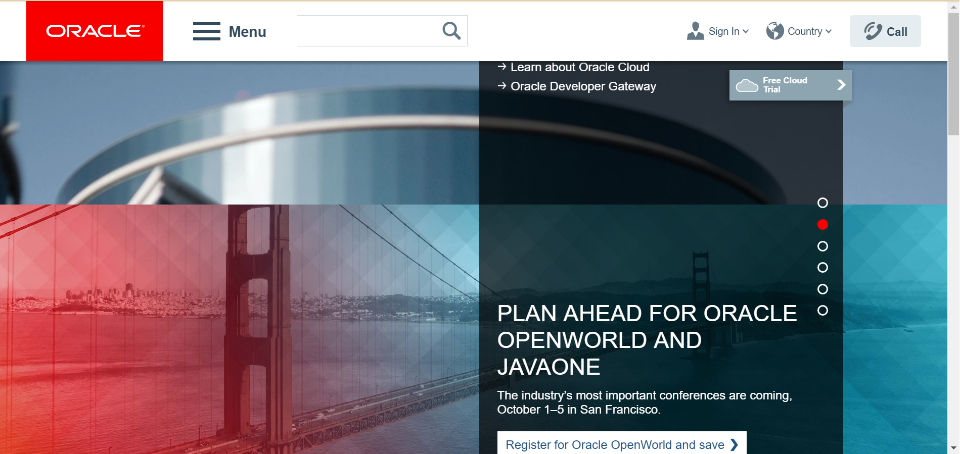 ORACLE
Menu
Sign In
Country
Call
→ Learn about Oracle Cloud
→ Oracle Developer Gateway
Free Cloud
Trial
PLAN AHEAD FOR ORACLE
OPENWORLD AND
JAVAONE
The industry's most important conferences are coming,
October 1–5 in San Francisco.
Register for Oracle OpenWorld and save ❯